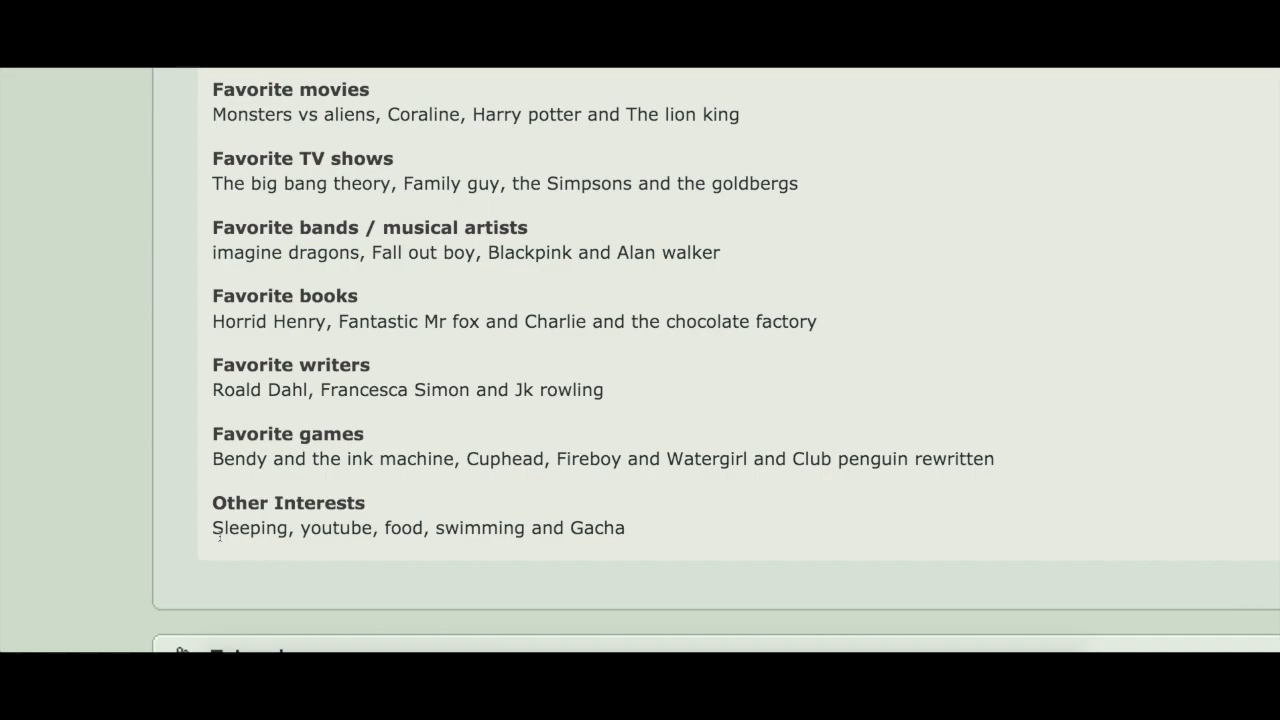 Favorite movies
Monsters vs aliens, Coraline, Harry potter and The lion king
Favorite TV shows
The big bang theory, Family guy, the Simpsons and the goldbergs
Favorite bands / musical artists
imagine dragons, Fall out boy, Blackpink and Alan walker
Favorite books
Horrid Henry, Fantastic Mr fox and Charlie and the chocolate factory
Favorite writers
Roald Dahl, Francesca Simon and Jk rowling
Favorite games
Bendy and the ink machine, Cuphead, Fireboy and Watergirl and Club penguin rewritten
Other Interests
Sleeping, youtube, food, swimming and Gacha